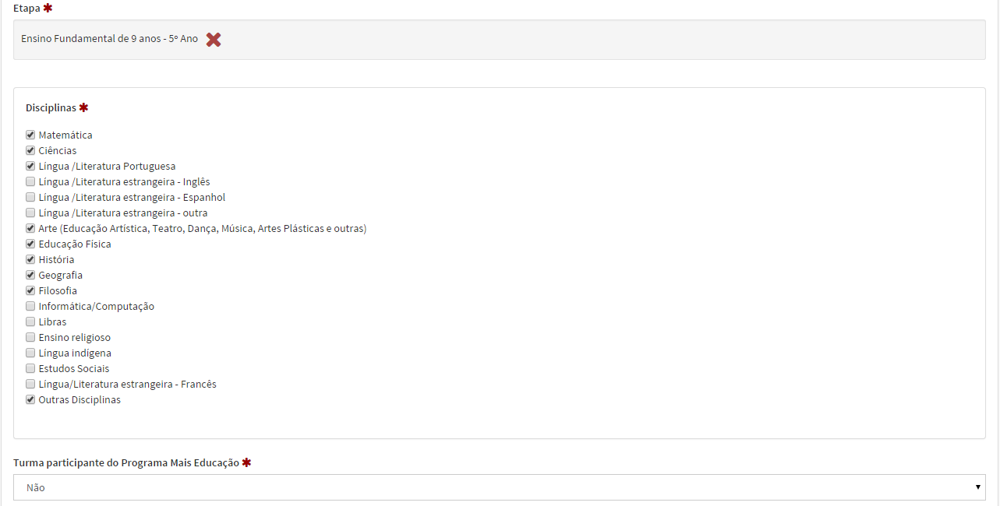 Etapa ✱
Ensino Fundamental de 9 anos - 5º Ano
Disciplinas ✱
Matemática
Ciências
Língua /Literatura Portuguesa
Língua /Literatura estrangeira - Inglês
Língua /Literatura estrangeira - Espanhol
Língua /Literatura estrangeira - outra
Arte (Educação Artística, Teatro, Dança, Música, Artes Plásticas e outras)
Educação Física
História
Geografia
Filosofia
Informática/Computação
Libras
Ensino religioso
Língua indígena
Estudos Sociais
Língua/Literatura estrangeira - Francês
Outras Disciplinas
Turma participante do Programa Mais Educação ✱
Não